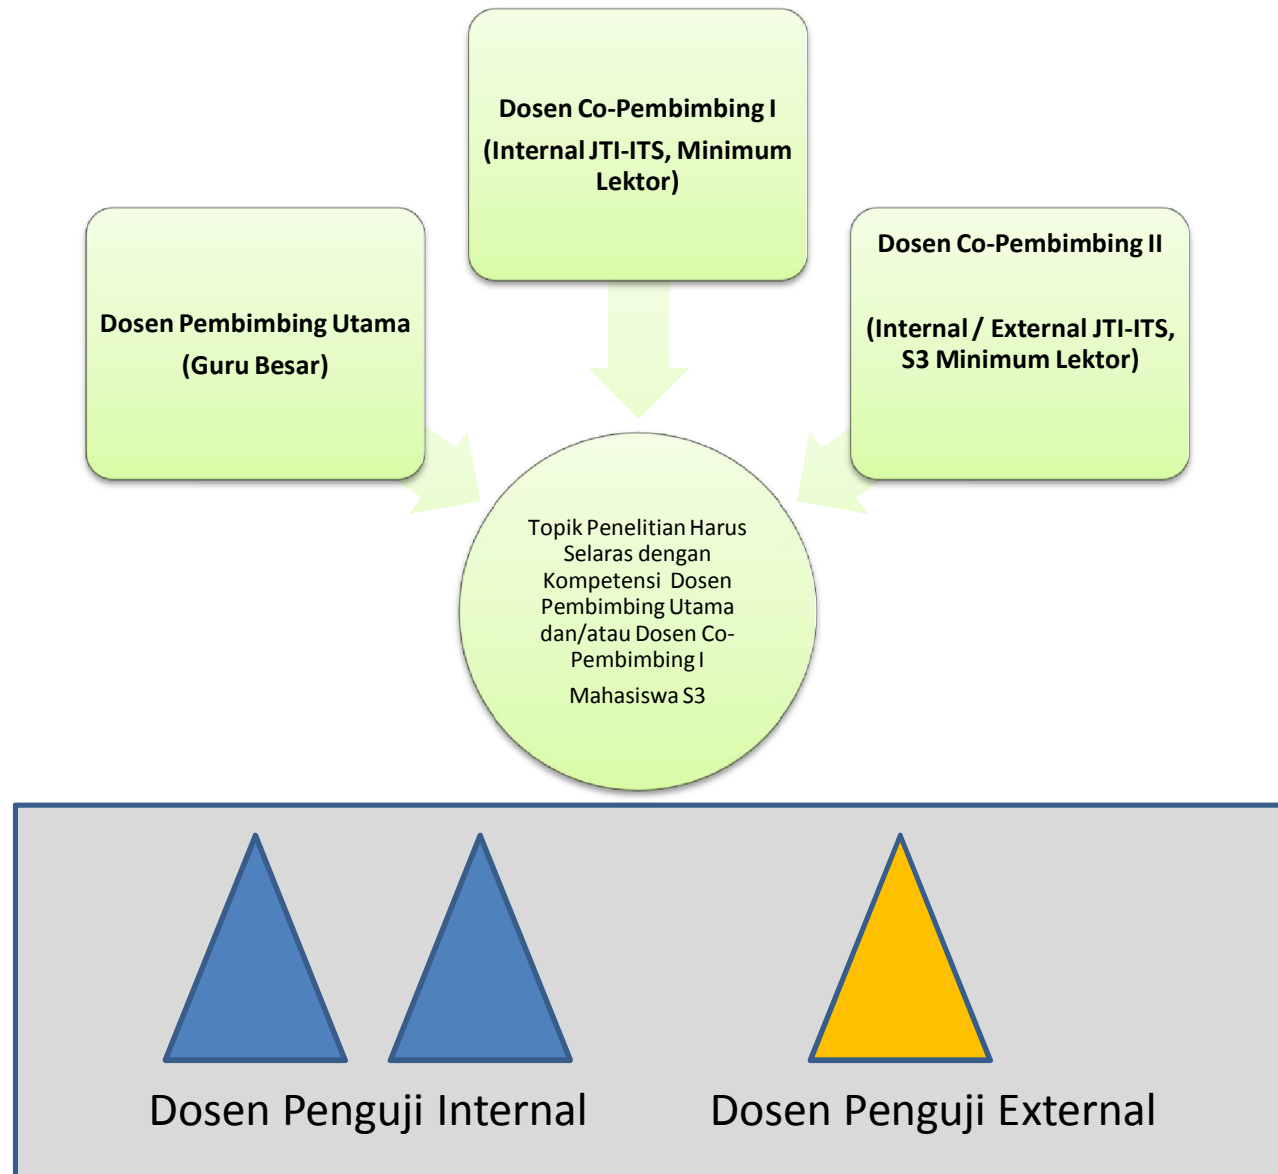 Dosen Co-Pembimbing I
(Internal JTI-ITS, Minimum
Lektor)
Dosen Pembimbing Utama
(Guru Besar)
Dosen Co-Pembimbing II
(Internal / External JTI-ITS,
S3 Minimum Lektor)
Topik Penelitian Harus
Selaras dengan
Kompetensi Dosen
Pembimbing Utama
dan/atau Dosen Co-
Pembimbing I
Mahasiswa S3
Dosen Penguji Internal
Dosen Penguji External